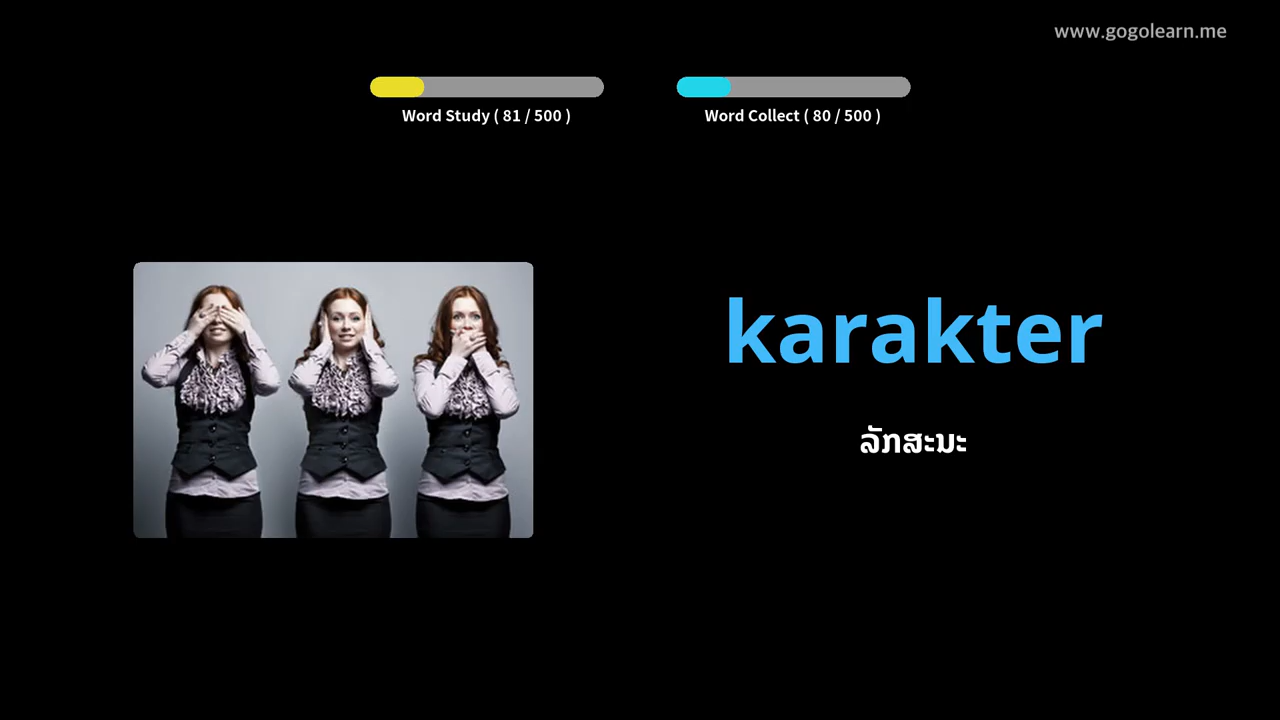 www.gogolearn.me
Word Study ( 81 / 500 )
Word Collect ( 80 / 500 )
karakter
ລັກສະນະ